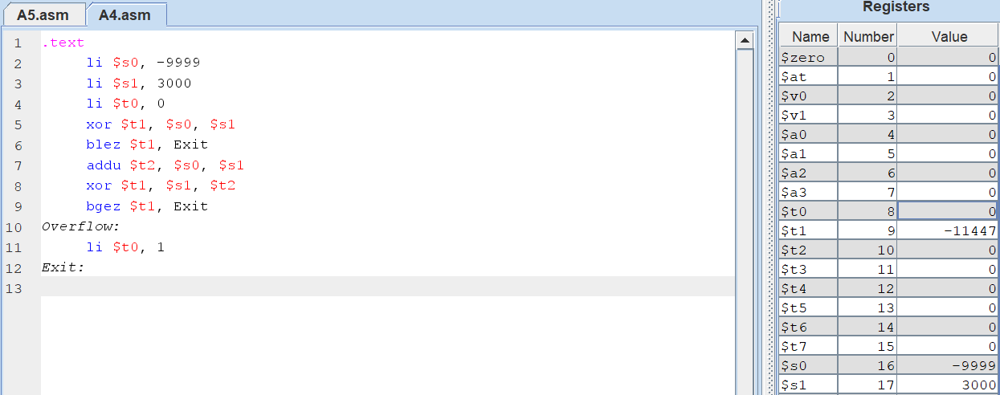 A5.asm A4.asm
1 .text
2 li $s0, -9999
3 li $s1, 3000
4 li $t0, 0
5 xor $t1, $s0, $s1
6 blez $t1, Exit
7 addu $t2, $s0, $s1
8 xor $t1, $s1, $t2
9 bgez $t1, Exit
10 Overflow:
11 li $t0, 1
12 Exit:
13
Registers
Name Number Value
$zero 0 0
$at 1 0
$v0 2 0
$v1 3 0
$a0 4 0
$a1 5 0
$a2 6 0
$a3 7 0
$t0 8 0
$t1 9 -11447
$t2 10 0
$t3 11 0
$t4 12 0
$t5 13 0
$t6 14 0
$t7 15 0
$s0 16 -9999
$s1 17 3000